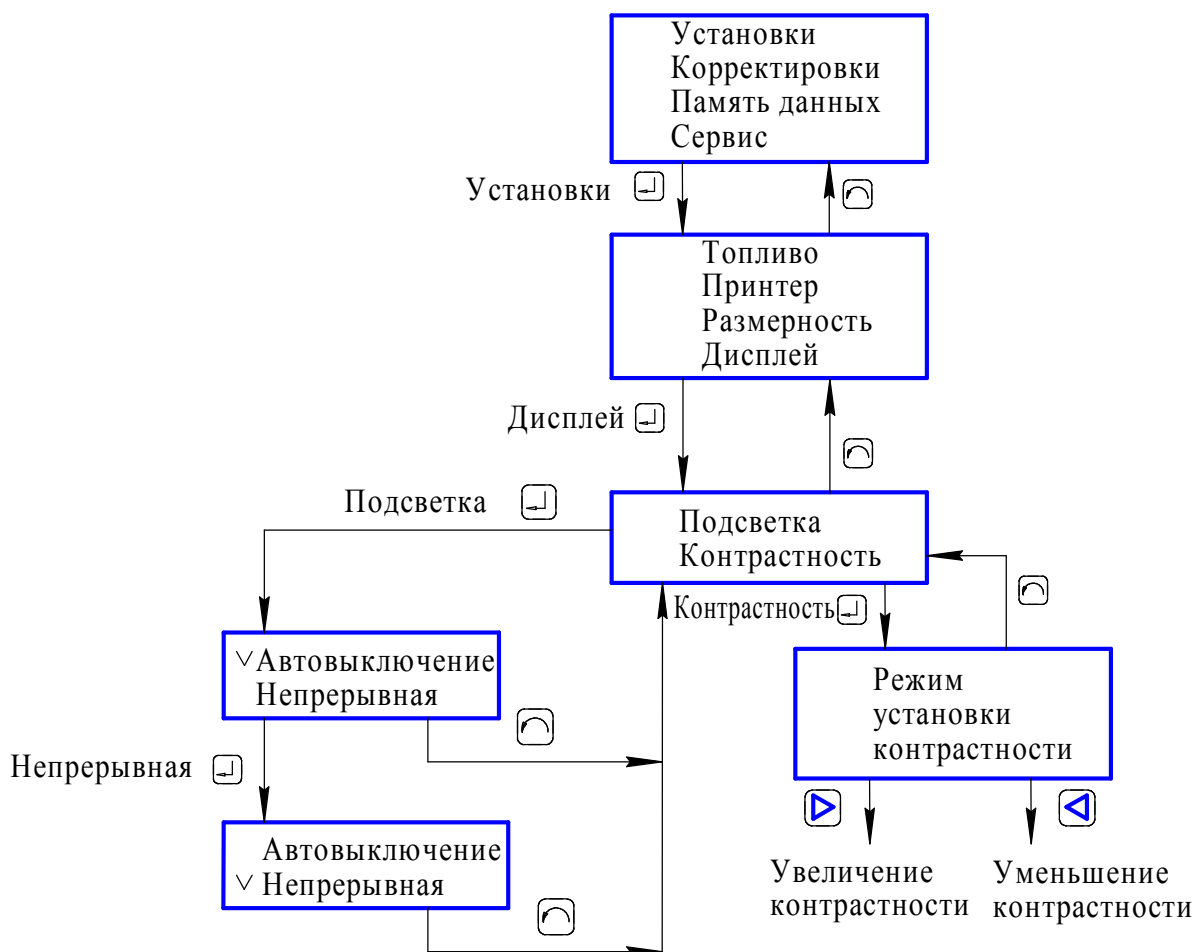 Установки
Корректировки
Память данных
Сервис
Установки
Топливо
Принтер
Размерность
Дисплей
Дисплей
Подсветка
Подсветка
Контрастность
Контрастность
Автовыключение
Непрерывная
Режим
установки
контрастности
Непрерывная
Автовыключение
Непрерывная
Увеличение
контрастности
Уменьшение
контрастности